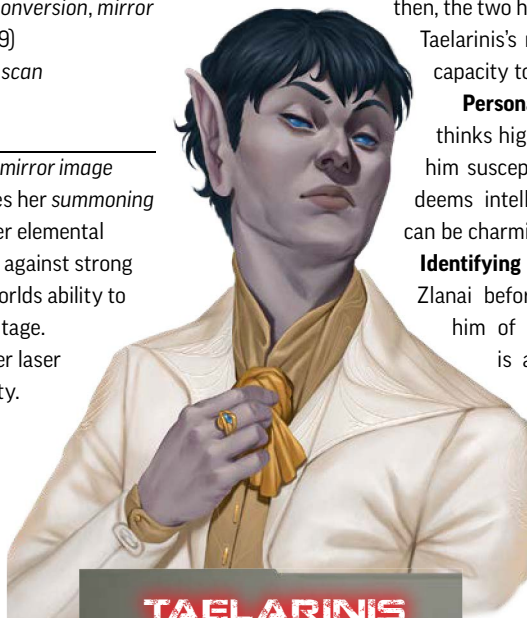 onversion, mirror
9)
scan
mirror image
es her summoning
er elemental
against strong
orlds ability to
tage.
er laser
ty.
then, the two h
Taelarinis's
capacity to
Persona
thinks hig
him suscep
deems intell
can be charmi
Identifying
Zlanai befor
him of
is a
TAELARINIS